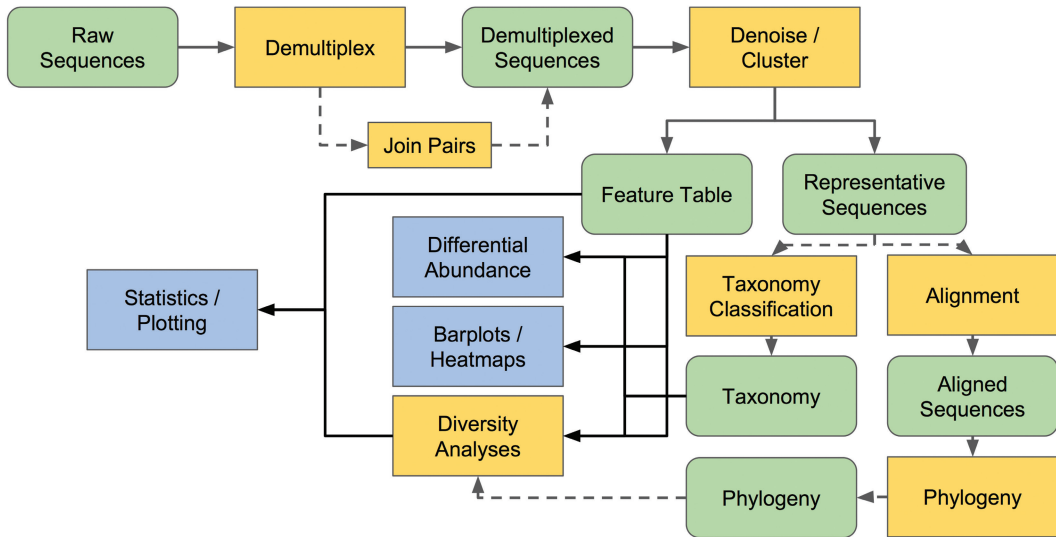 Raw
Sequences
Demultiplex
Demultiplexed
Sequences
Denoise /
Cluster
Join Pairs
Feature Table
Representative
Sequences
Differential
Abundance
Statistics /
Plotting
Taxonomy
Classification
Alignment
Barplots /
Heatmaps
Taxonomy
Aligned
Sequences
Diversity
Analyses
Phylogeny
Phylogeny